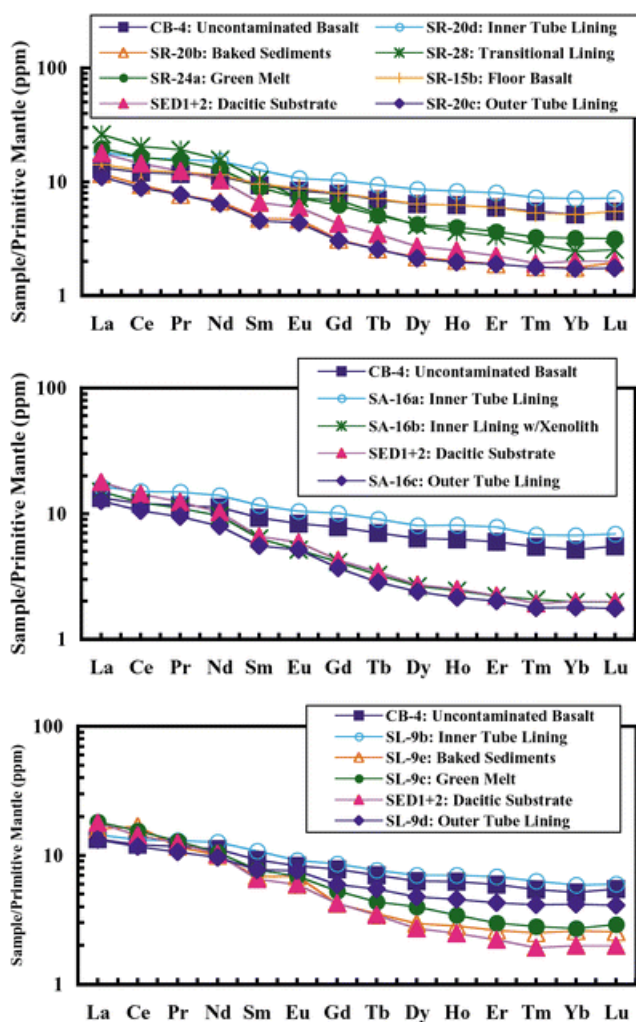 CB-4: Uncontaminated Basalt SR-20d: Inner Tube Lining
SR-20b: Baked Sediments SR-28: Transitional Lining
SR-24a: Green Melt SR-15b: Floor Basalt
SED1+2: Dacitic Substrate SR-20c: Outer Tube Lining
Sample/Primitive Mantle (ppm)
100
10
1
La Ce Pr Nd Sm Eu Gd Tb Dy Ho Er Tm Yb Lu
CB-4: Uncontaminated Basalt
SA-16a: Inner Tube Lining
SA-16b: Inner Lining w/Xenolith
SED1+2: Dacitic Substrate
SA-16c: Outer Tube Lining
Sample/Primitive Mantle (ppm)
100
10
1
La Ce Pr Nd Sm Eu Gd Tb Dy Ho Er Tm Yb Lu
CB-4: Uncontaminated Basalt
SL-9b: Inner Tube Lining
SL-9e: Baked Sediments
SL-9c: Green Melt
SED1+2: Dacitic Substrate
SL-9d: Outer Tube Lining
Sample/Primitive Mantle (ppm)
100
10
1
La Ce Pr Nd Sm Eu Gd Tb Dy Ho Er Tm Yb Lu